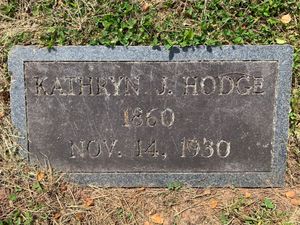 KATHRYN J. HODGE
1860
NOV. 14, 1930